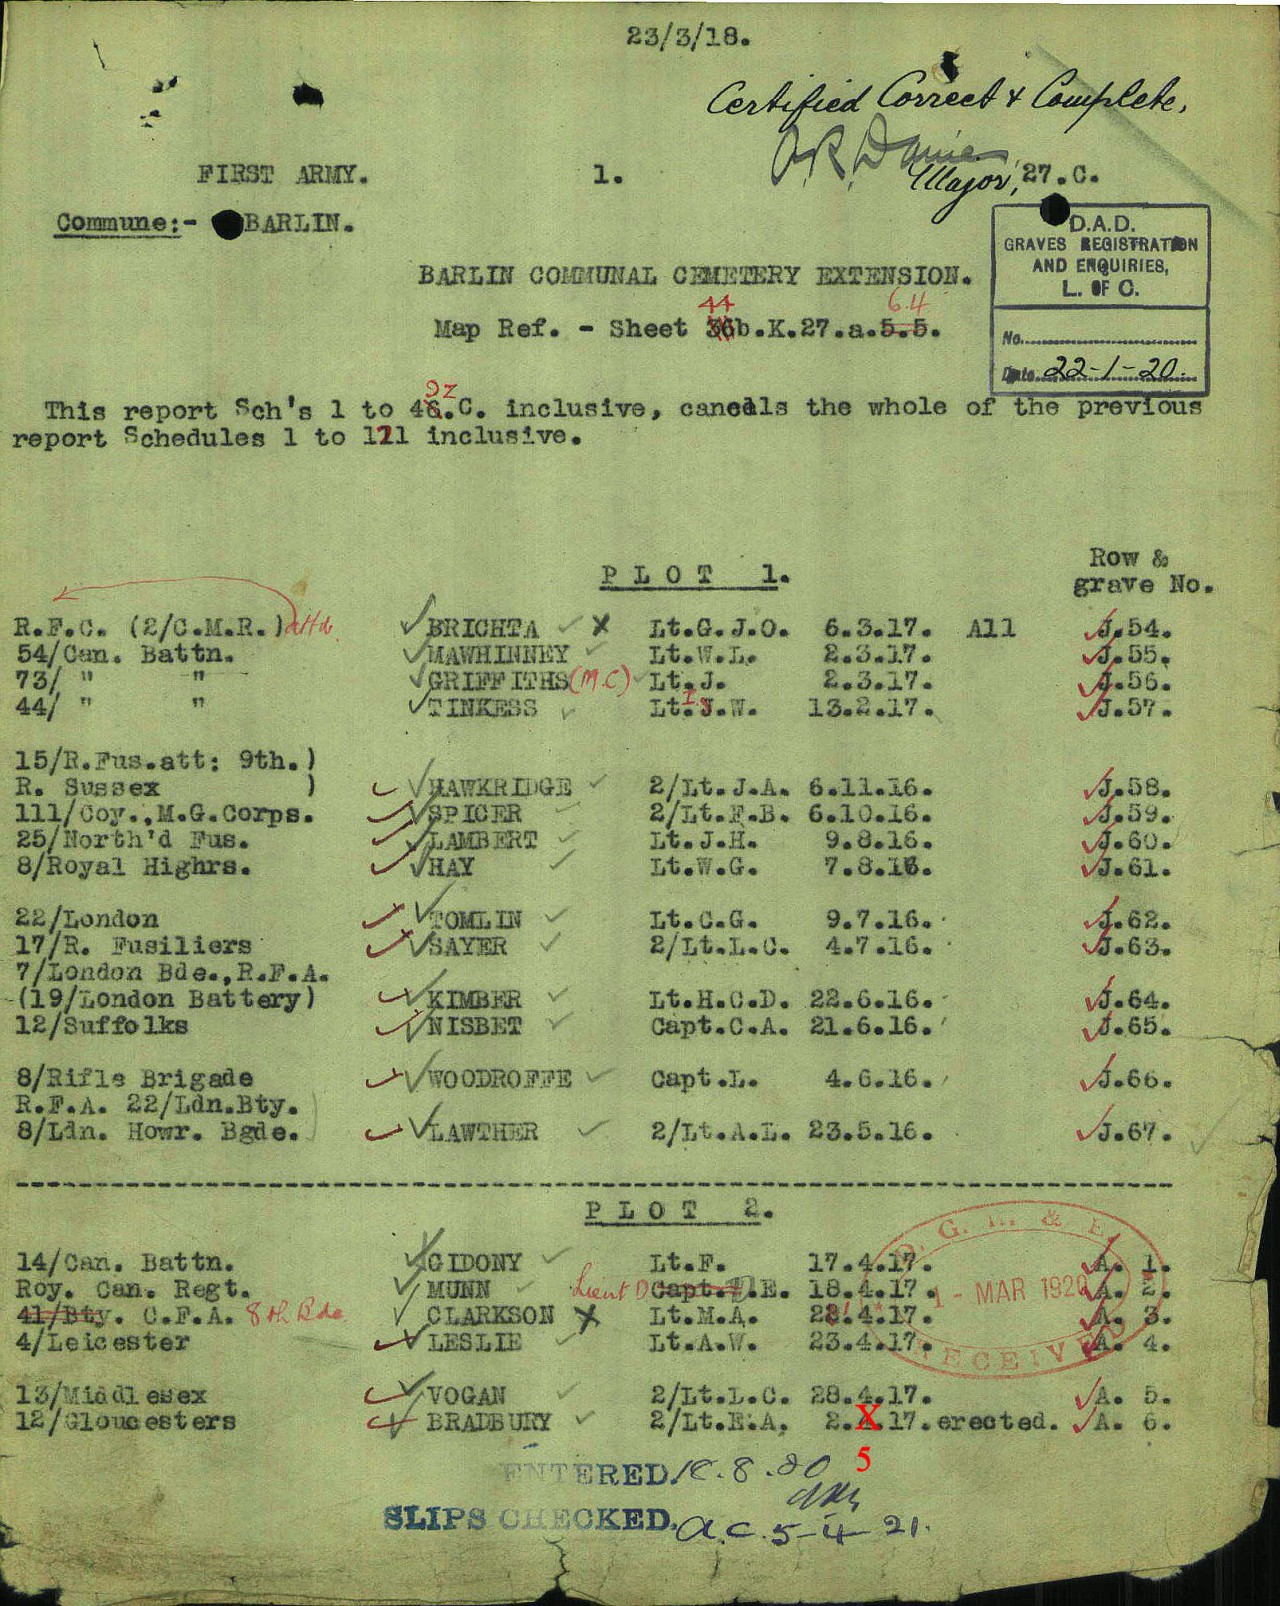 23/3/18.
Certified Correct & Complete,
Major,
FIRST ARMY. 1. 27.C.
Commune:- BARLIN.
D.A.D.
GRAVES REGISTRATION
AND ENQUIRIES,
L. OF C.
No.
Date 22-1-20.
BARLIN COMMUNAL CEMETERY EXTENSION.
44 6.4
Map Ref. - Sheet 36b.K.27.a.5.5.
This report Sch's 1 to 46.C. inclusive, cancels the whole of the previous
report Schedules 1 to 121 inclusive.
Row &
PLOT 1. grave No.
R.F.C. (2/C.M.R.) attd. BRICHTA X Lt.G.J.O. 6.3.17. All J.54.
54/Can. Battn. MAWHINNEY Lt.W.L. 2.3.17. J.55.
73/ " " GRIFFITHS (M.C) Lt.J. 2.3.17. J.56.
44/ " " TINKESS Lt.J.W. 13.2.17. J.57.
15/R.Fus.att: 9th.)
R. Sussex ) HAWKRIDGE 2/Lt.J.A. 6.11.16. J.58.
111/Coy.,M.G.Corps. SPICER 2/Lt.F.B. 6.10.16. J.59.
25/North'd Fus. LAMBERT Lt.J.H. 9.8.16. J.60.
8/Royal Highrs. HAY Lt.W.G. 7.8.16. J.61.
22/London TOMLIN Lt.C.G. 9.7.16. J.62.
17/R. Fusiliers SAYER 2/Lt.L.C. 4.7.16. J.63.
7/London Bde.,R.F.A.
(19/London Battery) KIMBER Lt.H.C.D. 22.6.16. J.64.
12/Suffolks NISBET Capt.C.A. 21.6.16. J.65.
8/Rifle Brigade WOODROFFE Capt.L. 4.6.16. J.66.
R.F.A. 22/Ldn.Bty.
8/Ldn. Howr. Bgde. LAWTHER 2/Lt.A.L. 23.5.16. J.67.
PLOT 2.
14/Can. Battn. GIDONY Lt.F. 17.4.17. A. 1.
Roy. Can. Regt. MUNN Lieut D Capt. E. 18.4.17. A. 2.
41/Bty. C.F.A. 8th Bde CLARKSON X Lt.M.A. 4.17. A. 3.
4/Leicester LESLIE Lt.A.W. 23.4.17. A. 4.
1 - MAR 1920
RECEIVED
13/Middlesex VOGAN 2/Lt.L.C. 28.4.17. A. 5.
12/Gloucesters BRADBURY 2/Lt.E.A. 2.X.17.erected. A. 6.
5
ENTERED. 8.20
SLIPS CHECKED. a.c. 5-4-21.